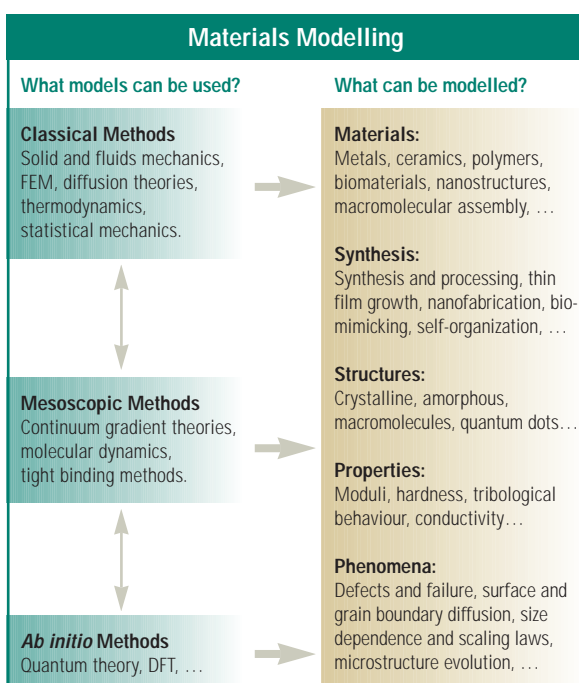 Materials Modelling
What models can be used?
Classical Methods
Solid and fluids mechanics,
FEM, diffusion theories,
thermodynamics,
statistical mechanics.
Mesoscopic Methods
Continuum gradient theories,
molecular dynamics,
tight binding methods.
Ab initio Methods
Quantum theory, DFT, …
What can be modelled?
Materials:
Metals, ceramics, polymers,
biomaterials, nanostructures,
macromolecular assembly, …
Synthesis:
Synthesis and processing, thin
film growth, nanofabrication, bio-
mimicking, self-organization, …
Structures:
Crystalline, amorphous,
macromolecules, quantum dots…
Properties:
Moduli, hardness, tribological
behaviour, conductivity…
Phenomena:
Defects and failure, surface and
grain boundary diffusion, size
dependence and scaling laws,
microstructure evolution, …